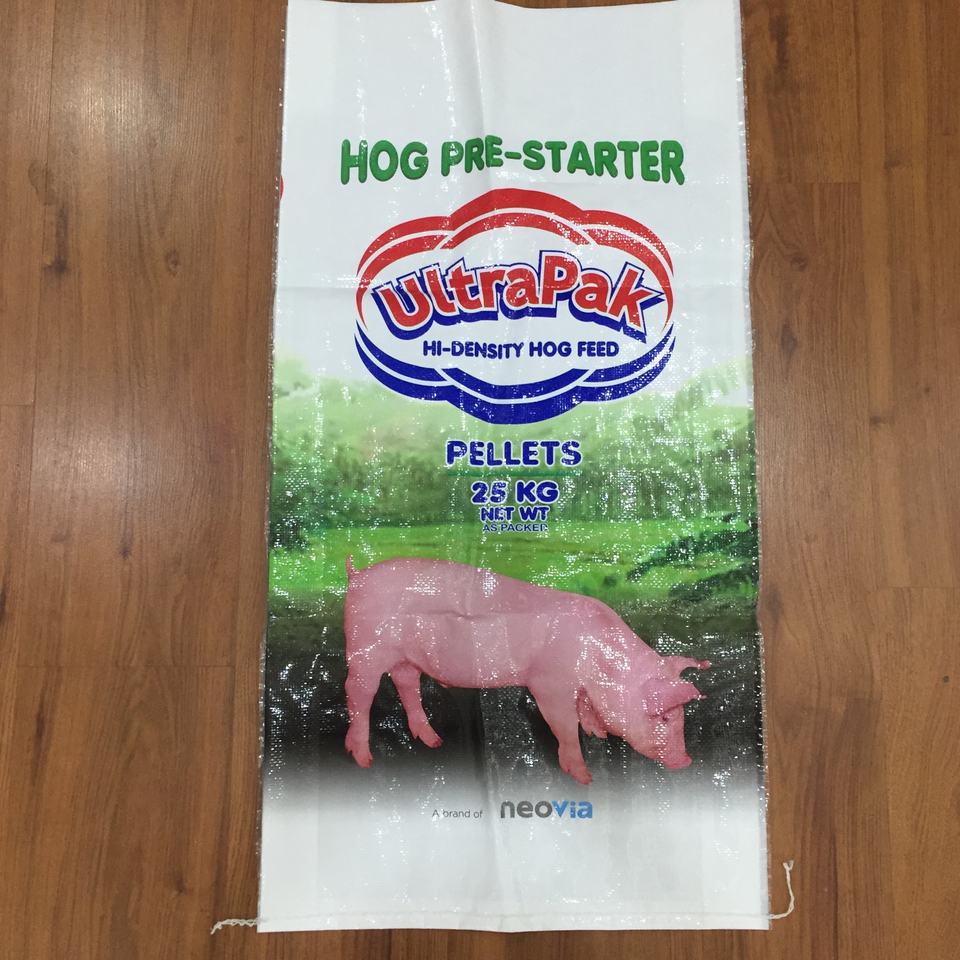 HOG PRE-STARTER
UltraPak
HI-DENSITY HOG FEED
PELLETS
25 KG
NET WT
AS PACKED
A brand of neovia